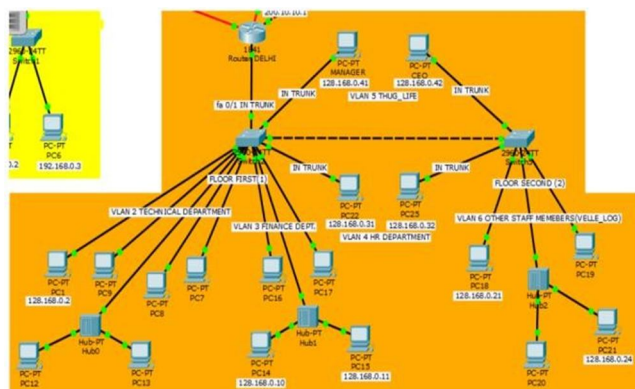 200.10.10.1
1841
Router DELHI
PC-PT
MANAGER
128.168.0.41
PC-PT
CEO
128.168.0.42
IN TRUNK
IN TRUNK
VLAN 5 THUG_LIFE
fa 0/1 IN TRUNK
PC-PT
PC6
192.168.0.3
0.2
IN TRUNK
IN TRUNK
FLOOR FIRST(1)
FLOOR SECOND (2)
PC-PT
PC22
128.168.0.31
PC-PT
PC25
128.168.0.32
VLAN 2 TECHNICAL DEPARTMENT
VLAN 3 FINANCE DEPT.
VLAN 4 HR DEPARTMENT
VLAN 6 OTHER STAFF MEMEBERS(VELLE_LOG)
PC-PT
PC1
128.168.0.2
PC-PT
PC9
PC-PT
PC8
PC-PT
PC7
PC-PT
PC16
PC-PT
PC17
PC-PT
PC18
128.168.0.21
PC-PT
PC19
Hub-PT
Hub0
Hub-PT
Hub1
Hub-PT
Hub2
PC-PT
PC12
PC-PT
PC13
PC-PT
PC14
128.168.0.10
PC-PT
PC15
128.168.0.11
PC-PT
PC20
PC-PT
PC21
128.168.0.24